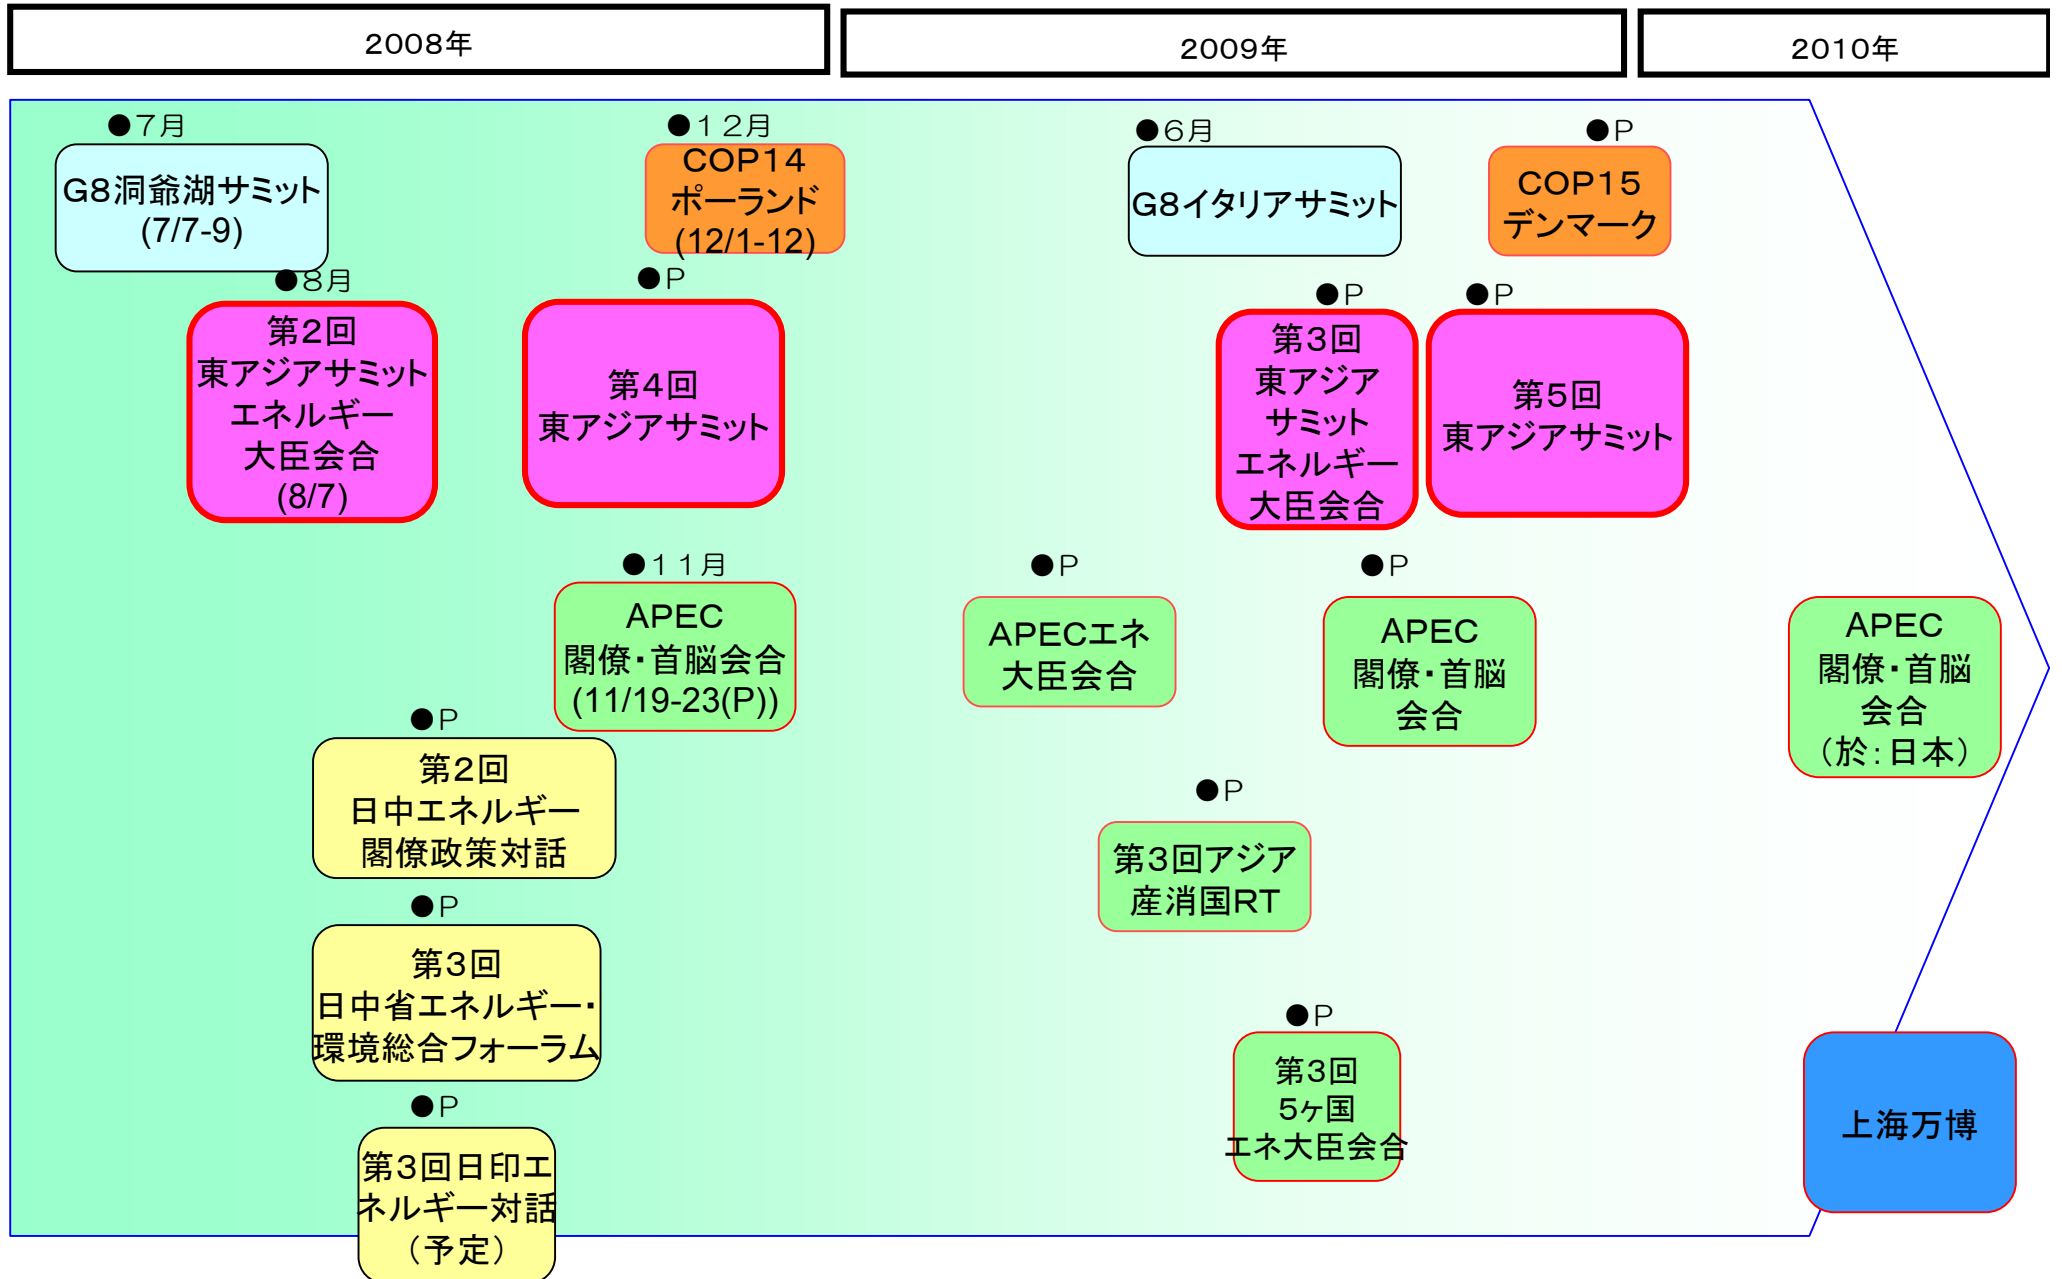 2008年
2009年
2010年
●7月
G8洞爺湖サミット
(7/7-9)
●12月
COP14
ポーランド
(12/1-12)
●6月
G8イタリアサミット
●P
COP15
デンマーク
●8月
第2回
東アジアサミット
エネルギー
大臣会合
(8/7)
●P
第4回
東アジアサミット
●P
第3回
東アジア
サミット
エネルギー
大臣会合
●P
第5回
東アジアサミット
●11月
APEC
閣僚・首脳会合
(11/19-23(P))
●P
APECエネ
大臣会合
●P
APEC
閣僚・首脳
会合
APEC
閣僚・首脳
会合
（於：日本）
●P
第2回
日中エネルギー
閣僚政策対話
●P
第3回アジア
産消国RT
●P
第3回
日中省エネルギー・
環境総合フォーラム
●P
第3回
5ヶ国
エネ大臣会合
上海万博
●P
第3回日印エ
ネルギー対話
（予定）